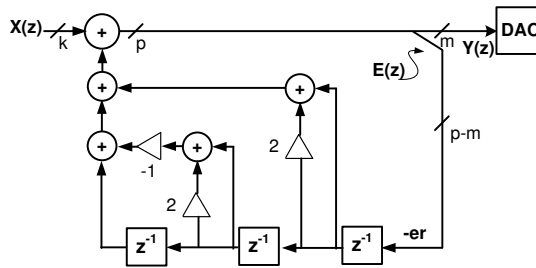 X(z)
k
+
p
m
Y(z)
DAC
E(z)
+
+
2
p-m
+
-1
+
2
-er
z⁻¹
z⁻¹
z⁻¹